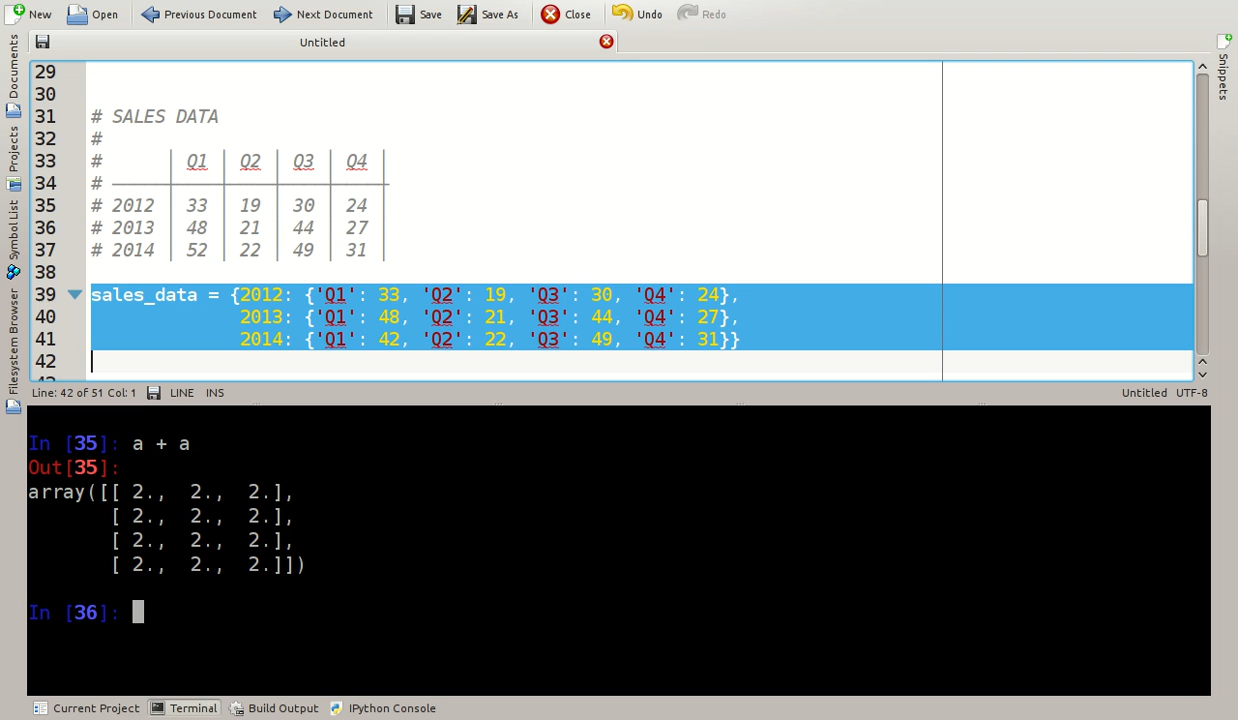 New Open Previous Document Next Document Save Save As Close Undo Redo
Untitled
Documents
Projects
Symbol List
Filesystem Browser
Snippets
29
30
31 # SALES DATA
32 #
33 # | Q1 | Q2 | Q3 | Q4 |
34 #
35 # 2012 | 33 | 19 | 30 | 24 |
36 # 2013 | 48 | 21 | 44 | 27 |
37 # 2014 | 52 | 22 | 49 | 31 |
38
39 sales_data = {2012: {'Q1': 33, 'Q2': 19, 'Q3': 30, 'Q4': 24},
40 2013: {'Q1': 48, 'Q2': 21, 'Q3': 44, 'Q4': 27},
41 2014: {'Q1': 42, 'Q2': 22, 'Q3': 49, 'Q4': 31}}
42
Line: 42 of 51 Col: 1 LINE INS Untitled UTF-8
In [35]: a + a
Out[35]:
array([[ 2., 2., 2.],
[ 2., 2., 2.],
[ 2., 2., 2.],
[ 2., 2., 2.]])
In [36]:
Current Project Terminal Build Output IPython Console